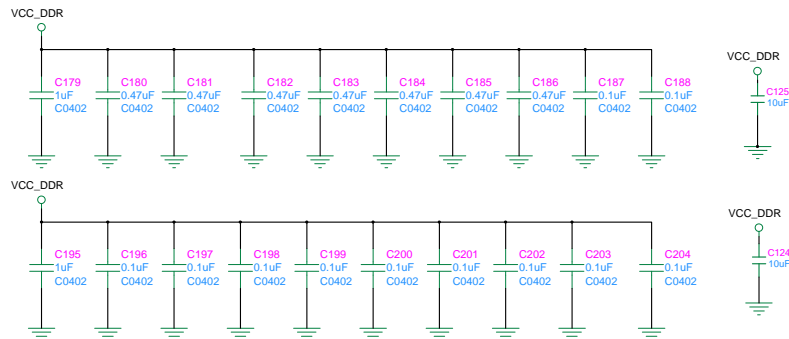 VCC_DDR
C179
1uF
C0402
C180
0.47uF
C0402
C181
0.47uF
C0402
C182
0.47uF
C0402
C183
0.47uF
C0402
C184
0.47uF
C0402
C185
0.47uF
C0402
C186
0.47uF
C0402
C187
0.1uF
C0402
C188
0.1uF
C0402
VCC_DDR
C125
10uF
VCC_DDR
C195
1uF
C0402
C196
0.1uF
C0402
C197
0.1uF
C0402
C198
0.1uF
C0402
C199
0.1uF
C0402
C200
0.1uF
C0402
C201
0.1uF
C0402
C202
0.1uF
C0402
C203
0.1uF
C0402
C204
0.1uF
C0402
VCC_DDR
C124
10uF